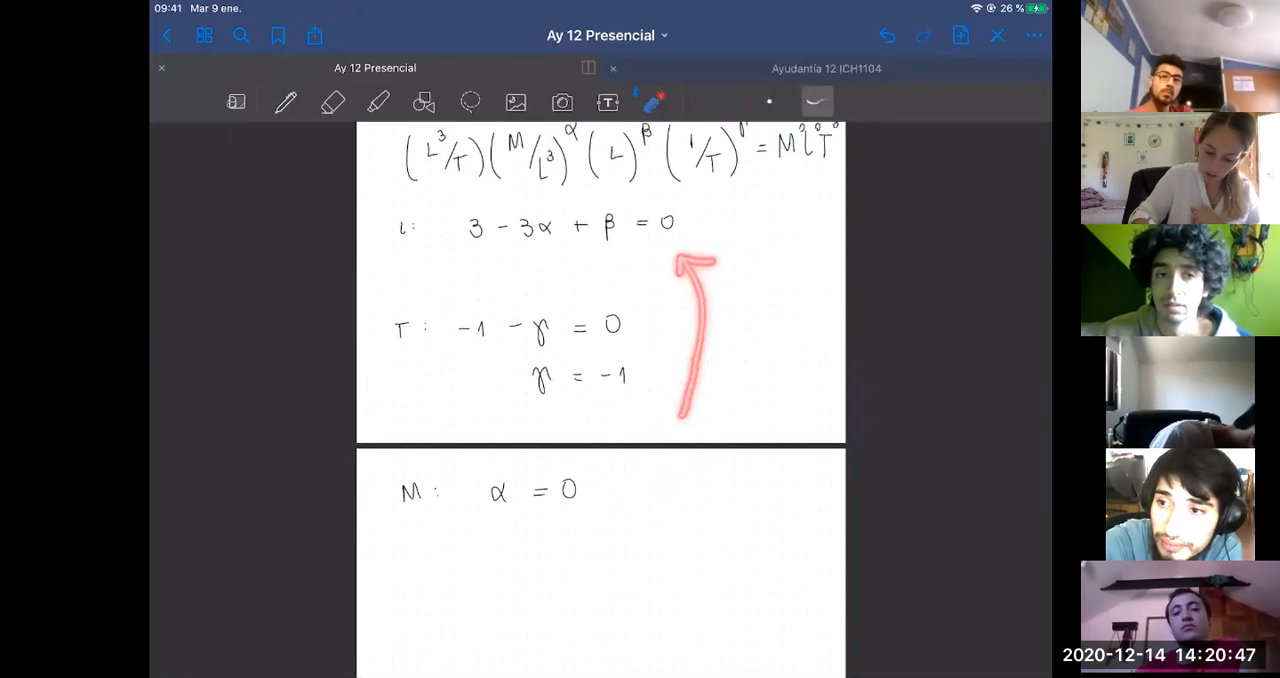 09:41 Mar 9 ene. 26 %
Ay 12 Presencial
Ay 12 Presencial
Ayudantía 12 ICH1104
(L³/T)(M/L³)^α (L)^β (1/T)^γ = M⁰L⁰T⁰
L: 3 - 3α + β = 0
T: -1 - γ = 0
γ = -1
M: α = 0
2020-12-14 14:20:47